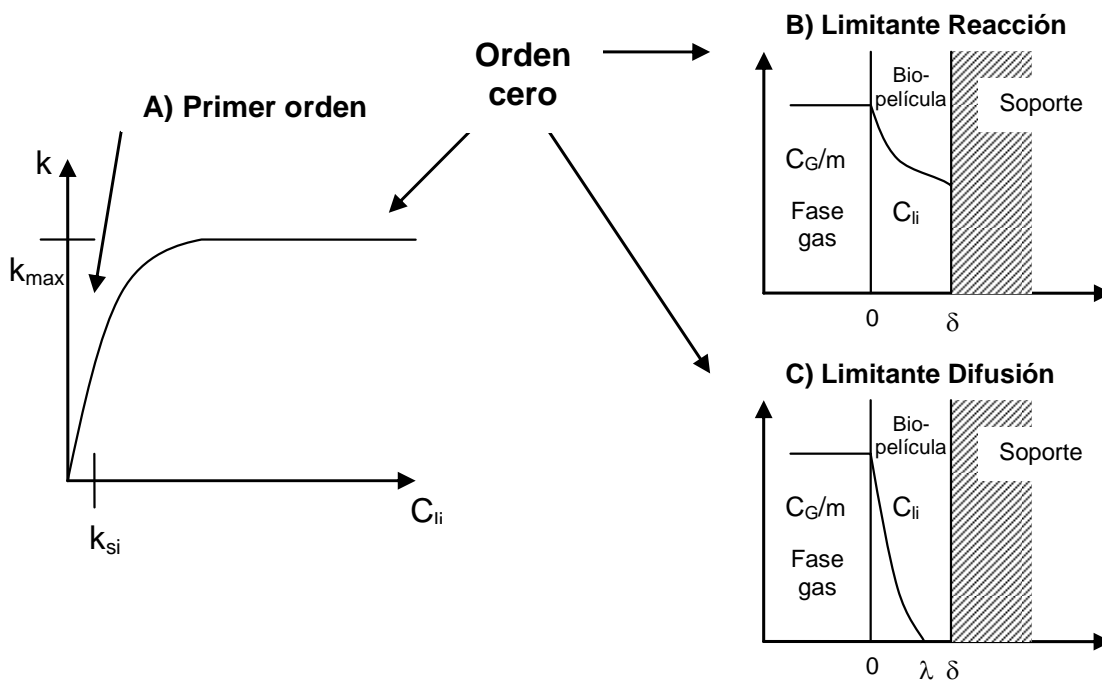 A) Primer orden
Orden
cero
k
k_max
k_si
C_li
B) Limitante Reacción
Bio-
película
Soporte
C_G/m
Fase
gas
C_li
0
δ
C) Limitante Difusión
Bio-
película
Soporte
C_G/m
C_li
Fase
gas
0
λ
δ